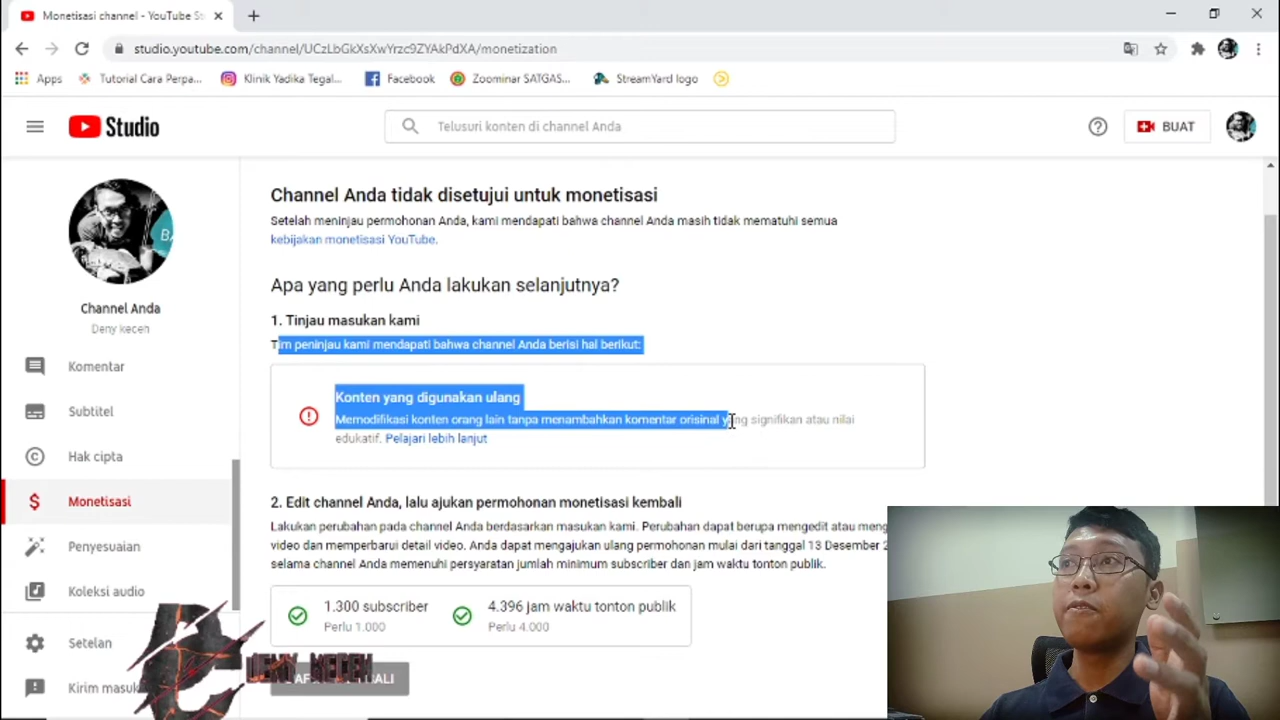 Monetisasi channel - YouTube St
studio.youtube.com/channel/UCzLbGkXsXwYrzc9ZYAkPdXA/monetization
Apps
Tutorial Cara Perpa...
Klinik Yadika Tegal...
Facebook
Zoominar SATGAS...
StreamYard logo
Studio
Telusuri konten di channel Anda
BUAT
Channel Anda
Deny keceh
Komentar
Subtitel
Hak cipta
Monetisasi
Penyesuaian
Koleksi audio
Setelan
Kirim masuk
Channel Anda tidak disetujui untuk monetisasi
Setelah meninjau permohonan Anda, kami mendapati bahwa channel Anda masih tidak mematuhi semua
kebijakan monetisasi YouTube.
Apa yang perlu Anda lakukan selanjutnya?
1. Tinjau masukan kami
Tim peninjau kami mendapati bahwa channel Anda berisi hal berikut:
Konten yang digunakan ulang
Memodifikasi konten orang lain tanpa menambahkan komentar orisinal yang signifikan atau nilai
edukatif. Pelajari lebih lanjut
2. Edit channel Anda, lalu ajukan permohonan monetisasi kembali
Lakukan perubahan pada channel Anda berdasarkan masukan kami. Perubahan dapat berupa mengedit atau meng
video dan memperbarui detail video. Anda dapat mengajukan ulang permohonan mulai dari tanggal 13 Desember 2
selama channel Anda memenuhi persyaratan jumlah minimum subscriber dan jam waktu tonton publik.
1.300 subscriber
Perlu 1.000
4.396 jam waktu tonton publik
Perlu 4.000
DENY KECEH